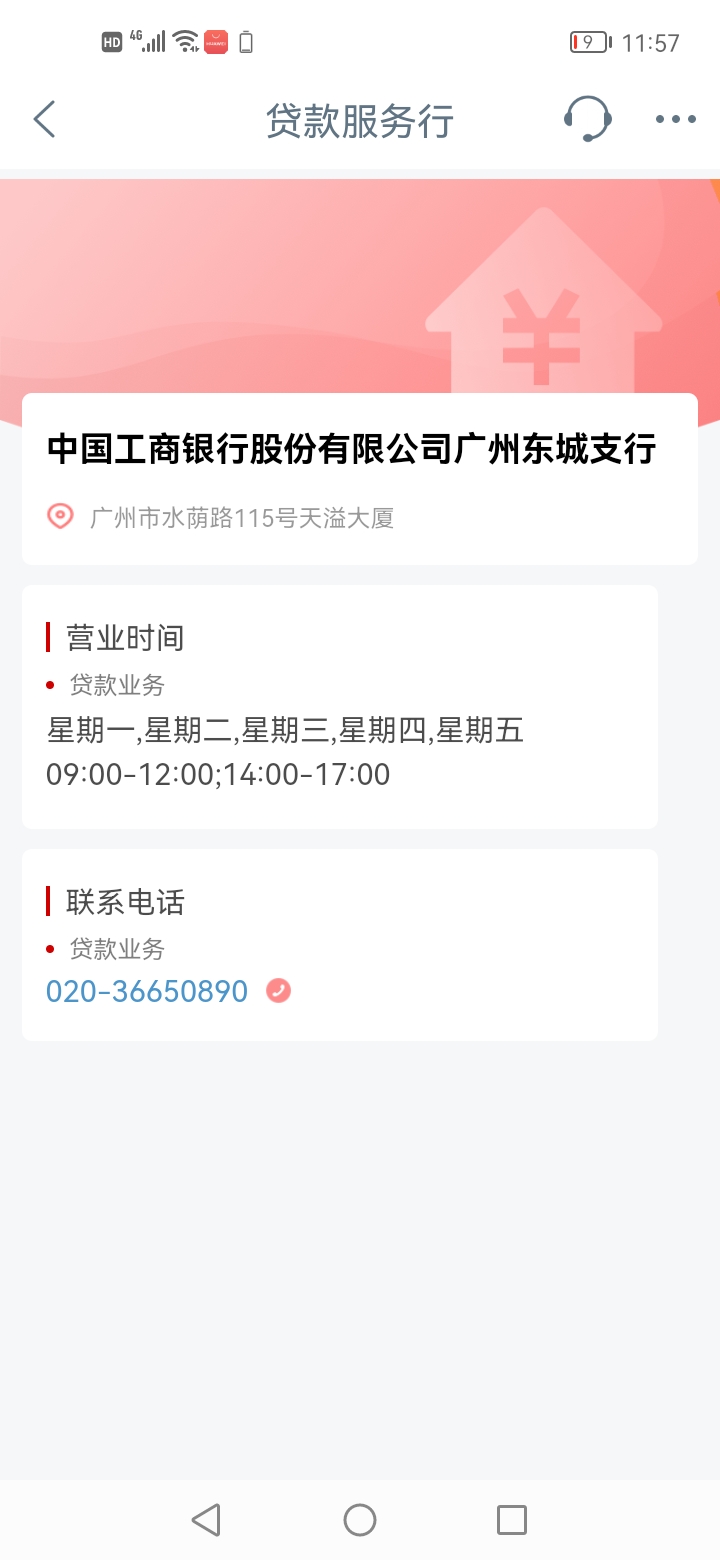 HD 4G 9 11:57
贷款服务行
¥
中国工商银行股份有限公司广州东城支行
广州市水荫路115号天溢大厦
营业时间
贷款业务
星期一,星期二,星期三,星期四,星期五
09:00-12:00;14:00-17:00
联系电话
贷款业务
020-36650890